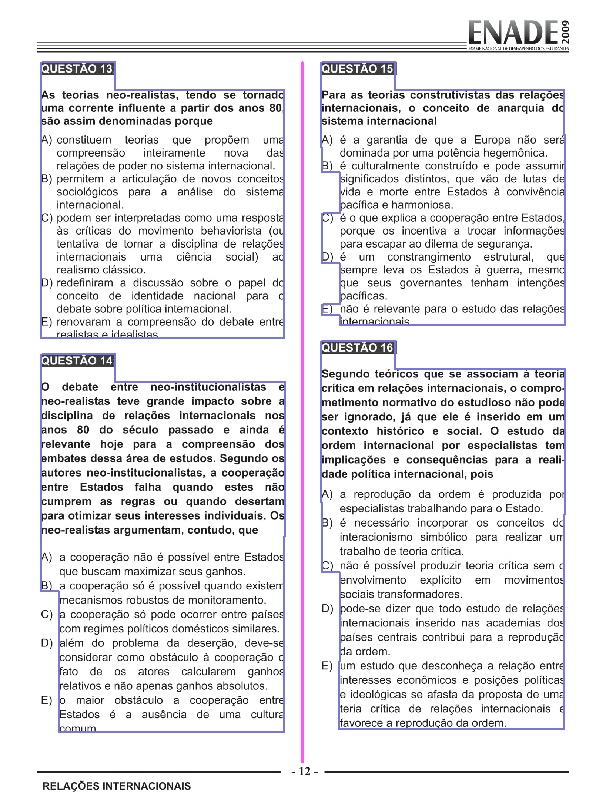 ENADE 2009
EXAME NACIONAL DE DESEMPENHO DOS ESTUDANTES
QUESTÃO 13
As teorias neo-realistas, tendo se tornado
uma corrente influente a partir dos anos 80,
são assim denominadas porque
A) constituem teorias que propõem uma
compreensão inteiramente nova das
relações de poder no sistema internacional.
B) permitem a articulação de novos conceitos
sociológicos para a análise do sistema
internacional.
C) podem ser interpretadas como uma resposta
às críticas do movimento behaviorista (ou
tentativa de tornar a disciplina de relações
internacionais uma ciência social) ao
realismo clássico.
D) redefiniram a discussão sobre o papel do
conceito de identidade nacional para o
debate sobre política internacional.
E) renovaram a compreensão do debate entre
realistas e idealistas.
QUESTÃO 14
O debate entre neo-institucionalistas e
neo-realistas teve grande impacto sobre a
disciplina de relações internacionais nos
anos 80 do século passado e ainda é
relevante hoje para a compreensão dos
embates dessa área de estudos. Segundo os
autores neo-institucionalistas, a cooperação
entre Estados falha quando estes não
cumprem as regras ou quando desertam
para otimizar seus interesses individuais. Os
neo-realistas argumentam, contudo, que
A) a cooperação não é possível entre Estados
que buscam maximizar seus ganhos.
B) a cooperação só é possível quando existem
mecanismos robustos de monitoramento.
C) a cooperação só pode ocorrer entre países
com regimes políticos domésticos similares.
D) além do problema da deserção, deve-se
considerar como obstáculo à cooperação o
fato de os atores calcularem ganhos
relativos e não apenas ganhos absolutos.
E) o maior obstáculo a cooperação entre
Estados é a ausência de uma cultura
comum.
QUESTÃO 15
Para as teorias construtivistas das relações
internacionais, o conceito de anarquia do
sistema internacional
A) é a garantia de que a Europa não será
dominada por uma potência hegemônica.
B) é culturalmente construído e pode assumir
significados distintos, que vão de lutas de
vida e morte entre Estados à convivência
pacífica e harmoniosa.
C) é o que explica a cooperação entre Estados,
porque os incentiva a trocar informações
para escapar ao dilema de segurança.
D) é um constrangimento estrutural, que
sempre leva os Estados à guerra, mesmo
que seus governantes tenham intenções
pacíficas.
E) não é relevante para o estudo das relações
internacionais.
QUESTÃO 16
Segundo teóricos que se associam à teoria
crítica em relações internacionais, o compro-
metimento normativo do estudioso não pode
ser ignorado, já que ele é inserido em um
contexto histórico e social. O estudo da
ordem internacional por especialistas tem
implicações e consequências para a reali-
dade política internacional, pois
A) a reprodução da ordem é produzida por
especialistas trabalhando para o Estado.
B) é necessário incorporar os conceitos do
interacionismo simbólico para realizar um
trabalho de teoria crítica.
C) não é possível produzir teoria crítica sem o
envolvimento explícito em movimentos
sociais transformadores.
D) pode-se dizer que todo estudo de relações
internacionais inserido nas academias dos
países centrais contribui para a reprodução
da ordem.
E) um estudo que desconheça a relação entre
interesses econômicos e posições políticas
e ideológicas se afasta da proposta de uma
teria crítica de relações internacionais e
favorece a reprodução da ordem.
- 12 -
RELAÇÕES INTERNACIONAIS